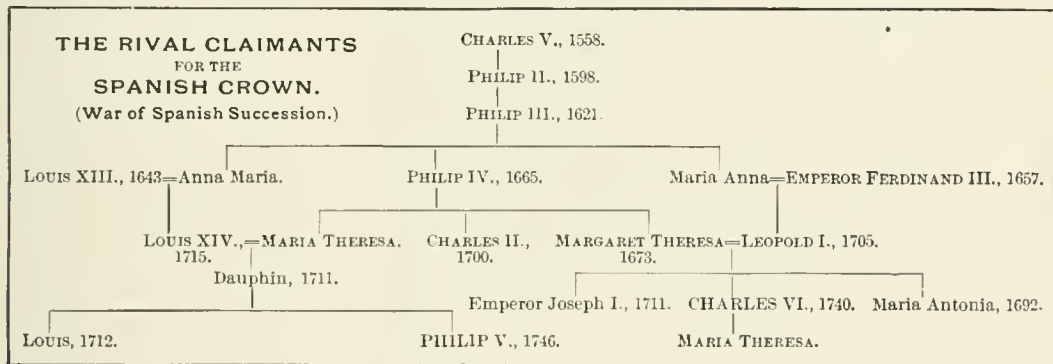 THE RIVAL CLAIMANTS
FOR THE
SPANISH CROWN.
(War of Spanish Succession.)
CHARLES V., 1558.
PHILIP II., 1598.
PHILIP III., 1621.
LOUIS XIII., 1643=Anna Maria. PHILIP IV., 1665. Maria Anna=EMPEROR FERDINAND III., 1657.
LOUIS XIV.,=MARIA THERESA. CHARLES II., MARGARET THERESA=LEOPOLD I., 1705.
1715. 1700. 1673.
Dauphin, 1711.
Emperor Joseph I., 1711. CHARLES VI., 1740. Maria Antonia, 1692.
LOUIS, 1712. PHILIP V., 1746. MARIA THERESA.